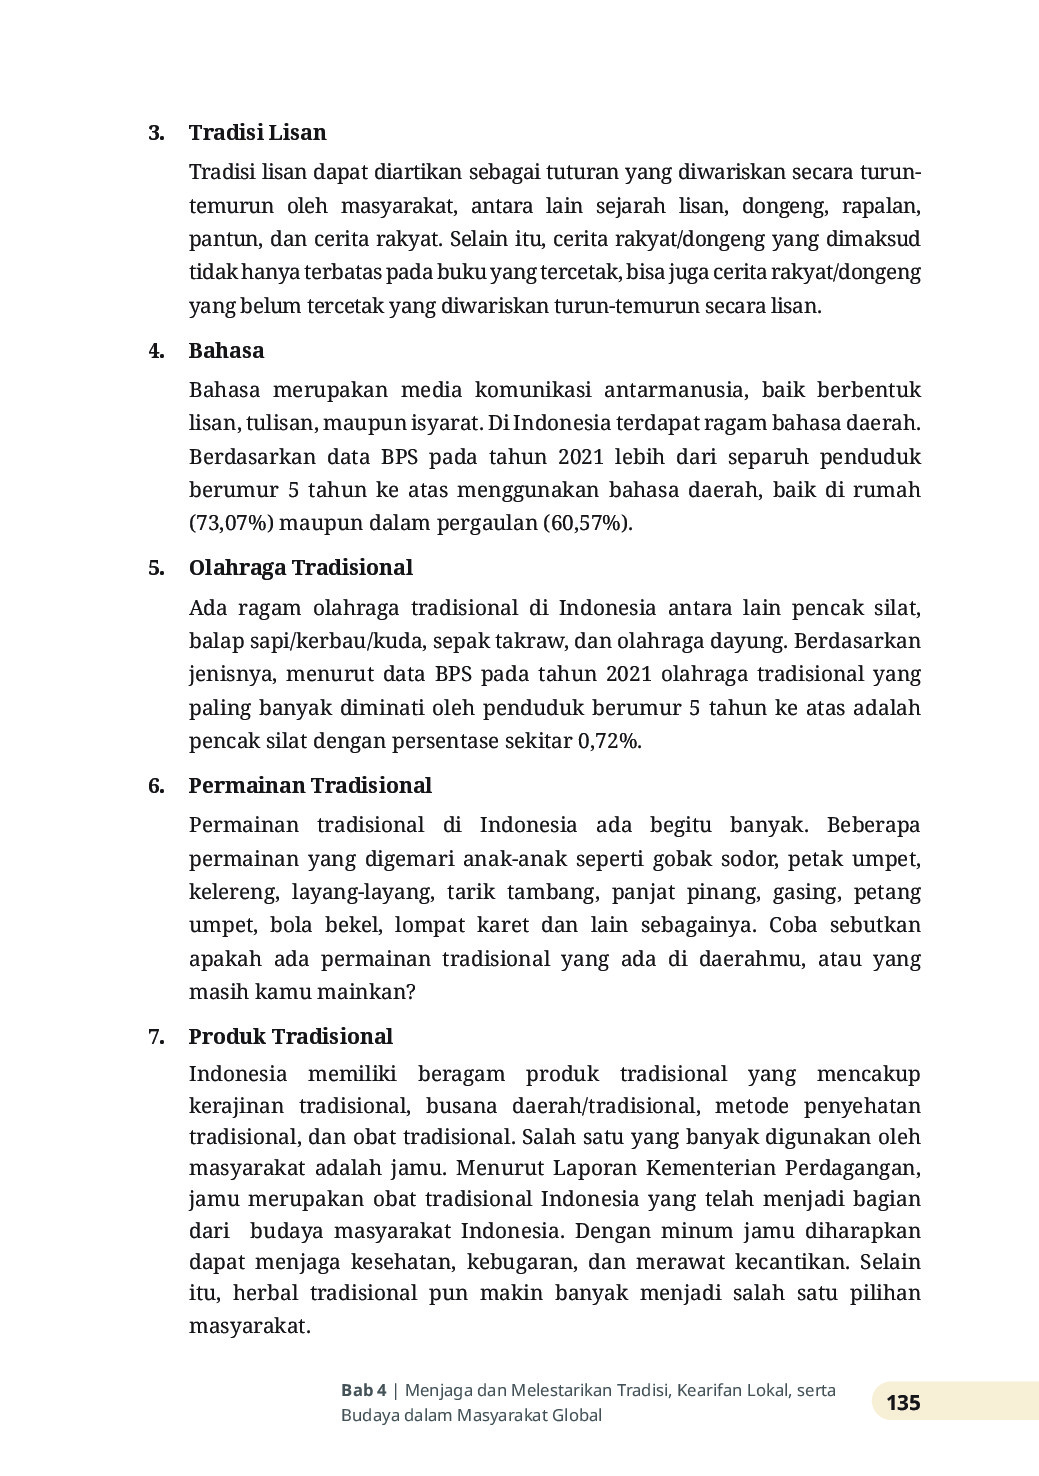 3. Tradisi Lisan
Tradisi lisan dapat diartikan sebagai tuturan yang diwariskan secara turun-
temurun oleh masyarakat, antara lain sejarah lisan, dongeng, rapalan,
pantun, dan cerita rakyat. Selain itu, cerita rakyat/dongeng yang dimaksud
tidak hanya terbatas pada buku yang tercetak, bisa juga cerita rakyat/dongeng
yang belum tercetak yang diwariskan turun-temurun secara lisan.
4. Bahasa
Bahasa merupakan media komunikasi antarmanusia, baik berbentuk
lisan, tulisan, maupun isyarat. Di Indonesia terdapat ragam bahasa daerah.
Berdasarkan data BPS pada tahun 2021 lebih dari separuh penduduk
berumur 5 tahun ke atas menggunakan bahasa daerah, baik di rumah
(73,07%) maupun dalam pergaulan (60,57%).
5. Olahraga Tradisional
Ada ragam olahraga tradisional di Indonesia antara lain pencak silat,
balap sapi/kerbau/kuda, sepak takraw, dan olahraga dayung. Berdasarkan
jenisnya, menurut data BPS pada tahun 2021 olahraga tradisional yang
paling banyak diminati oleh penduduk berumur 5 tahun ke atas adalah
pencak silat dengan persentase sekitar 0,72%.
6. Permainan Tradisional
Permainan tradisional di Indonesia ada begitu banyak. Beberapa
permainan yang digemari anak-anak seperti gobak sodor, petak umpet,
kelereng, layang-layang, tarik tambang, panjat pinang, gasing, petang
umpet, bola bekel, lompat karet dan lain sebagainya. Coba sebutkan
apakah ada permainan tradisional yang ada di daerahmu, atau yang
masih kamu mainkan?
7. Produk Tradisional
Indonesia memiliki beragam produk tradisional yang mencakup
kerajinan tradisional, busana daerah/tradisional, metode penyehatan
tradisional, dan obat tradisional. Salah satu yang banyak digunakan oleh
masyarakat adalah jamu. Menurut Laporan Kementerian Perdagangan,
jamu merupakan obat tradisional Indonesia yang telah menjadi bagian
dari budaya masyarakat Indonesia. Dengan minum jamu diharapkan
dapat menjaga kesehatan, kebugaran, dan merawat kecantikan. Selain
itu, herbal tradisional pun makin banyak menjadi salah satu pilihan
masyarakat.
Bab 4 | Menjaga dan Melestarikan Tradisi, Kearifan Lokal, serta
Budaya dalam Masyarakat Global
135